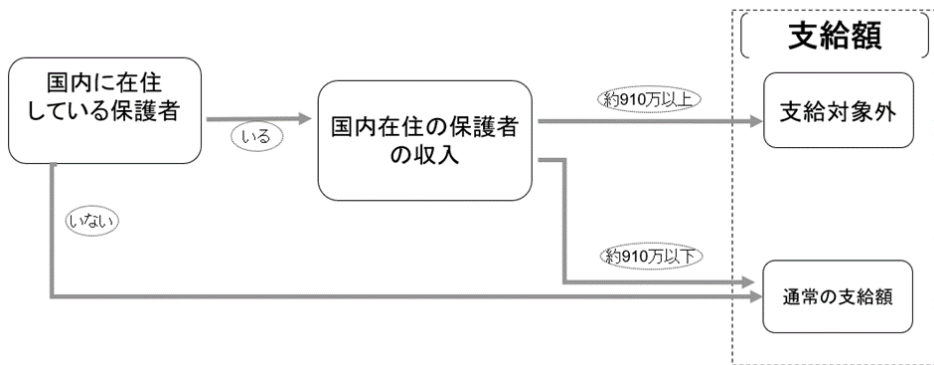 支給額
国内に在住
している保護者
いる
国内在住の保護者
の収入
約910万以上
支給対象外
いない
約910万以下
通常の支給額